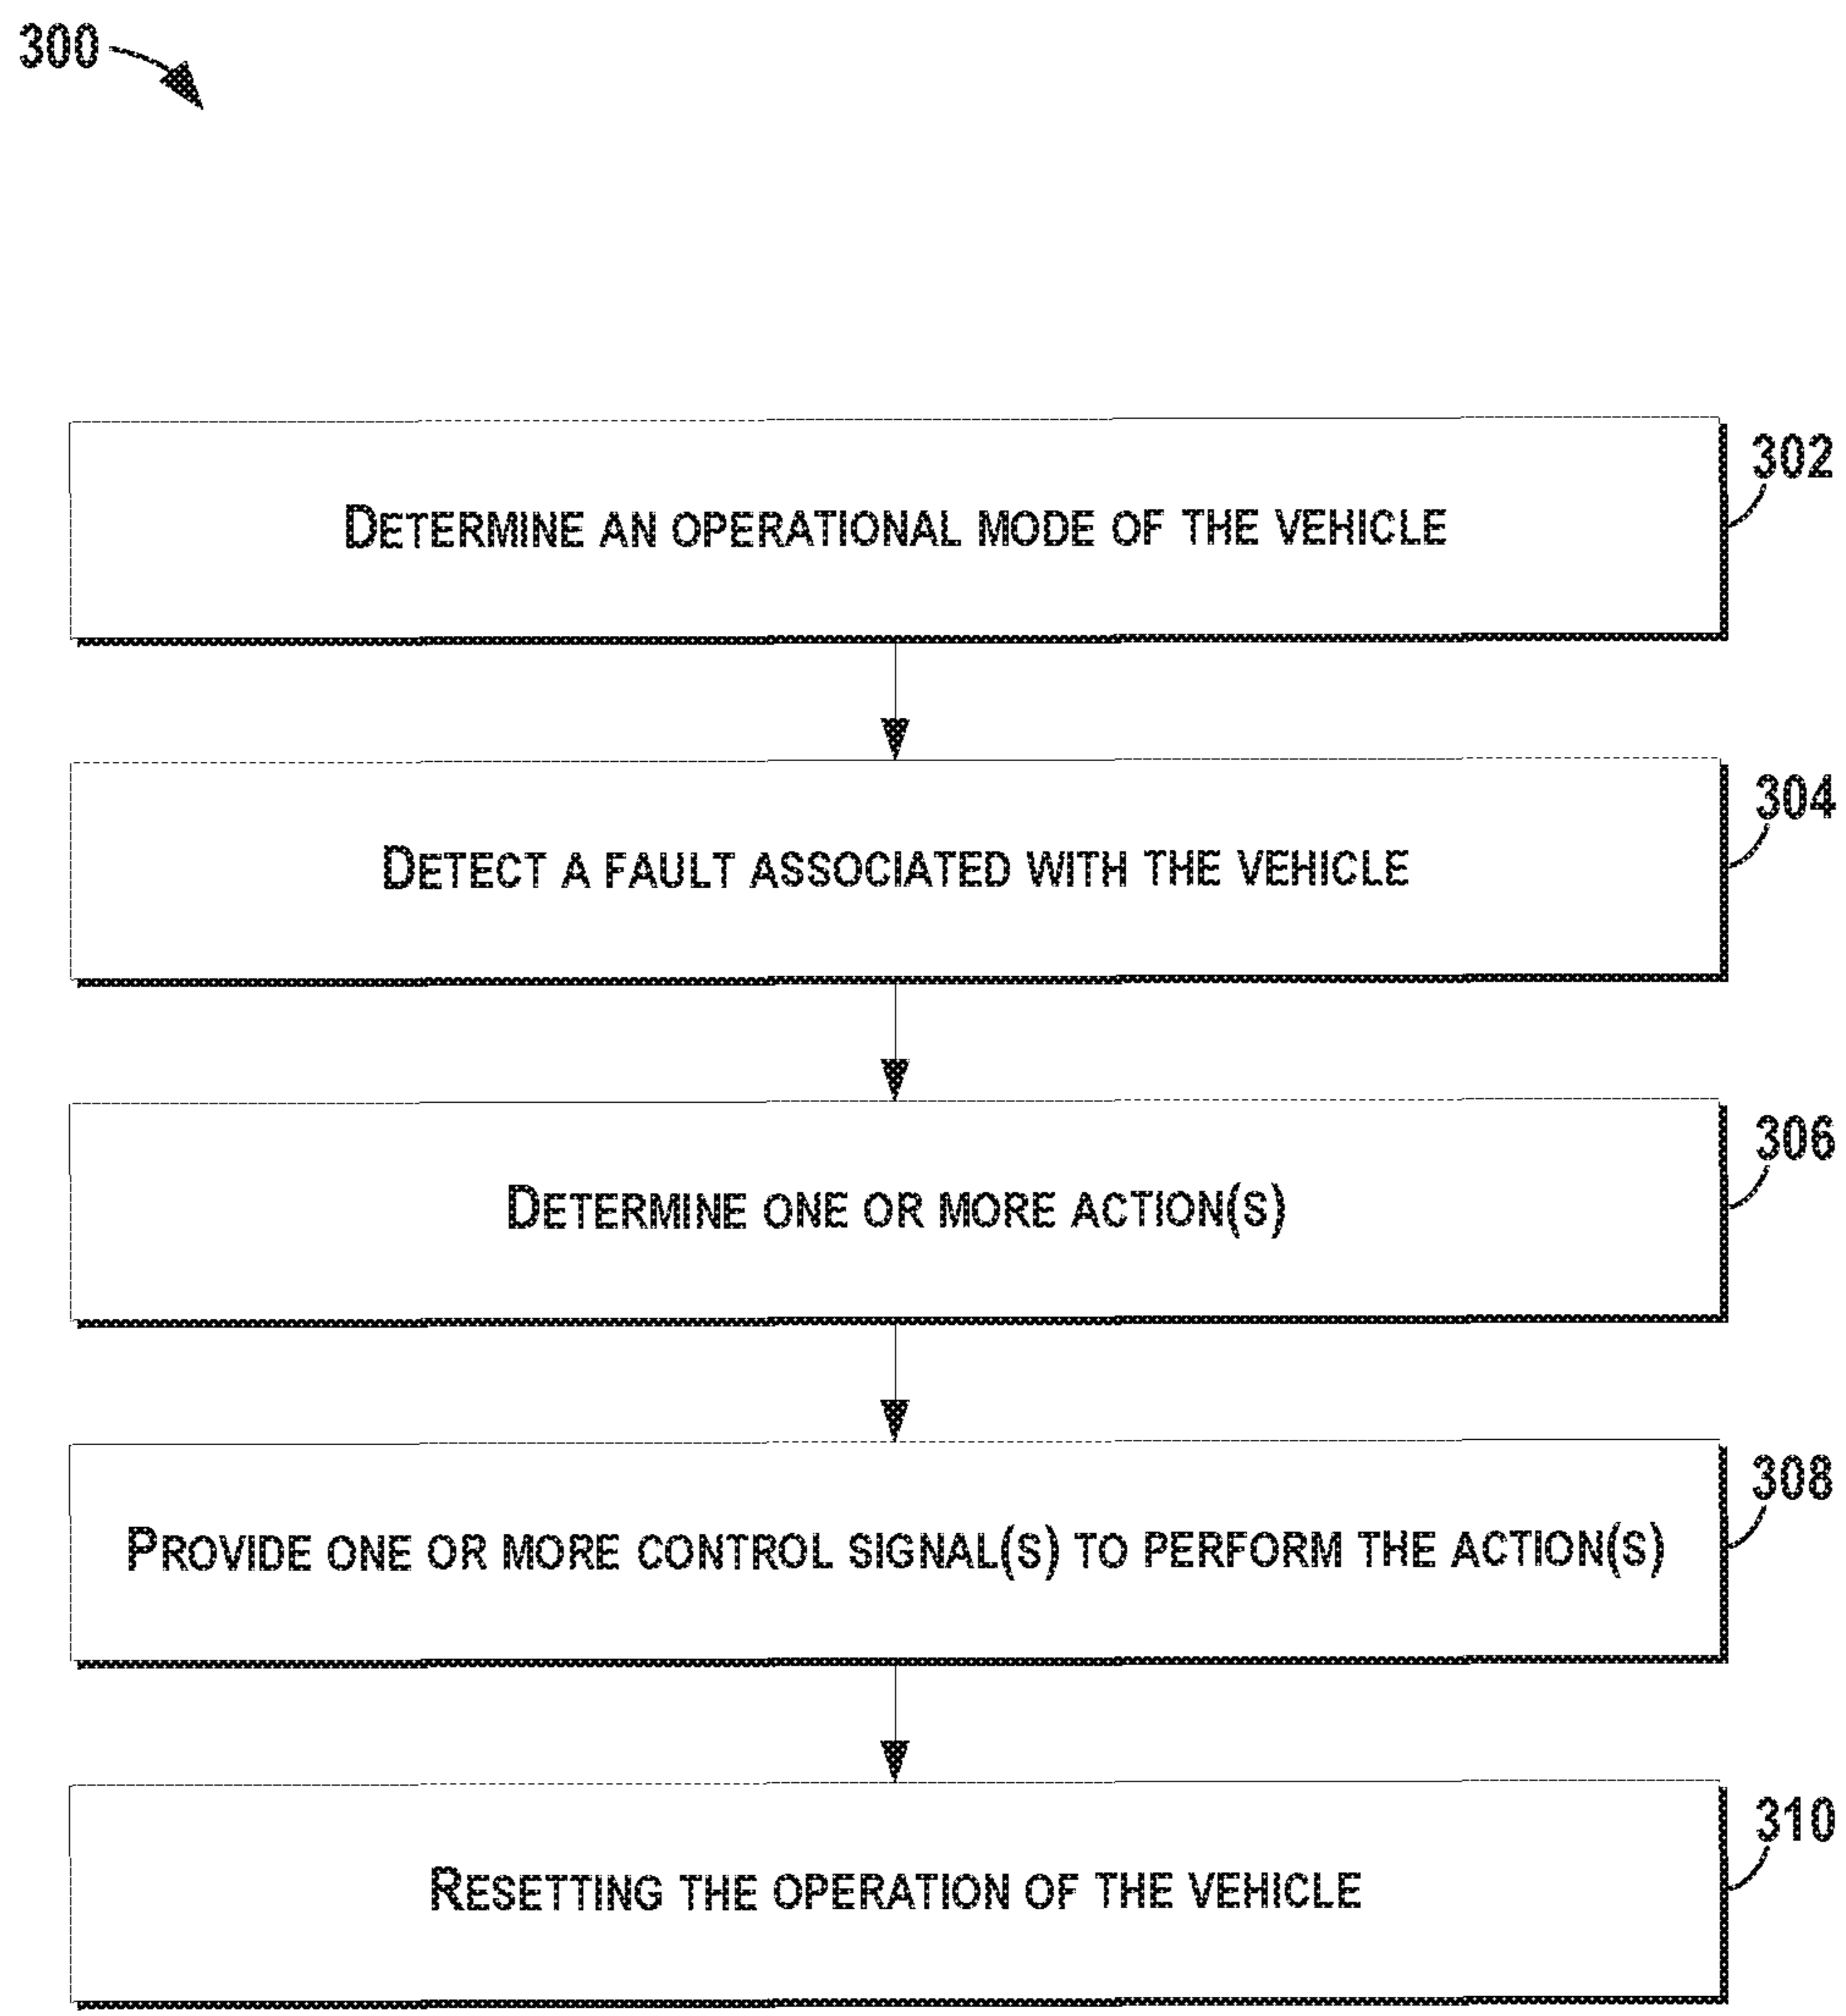 300
302
DETERMINE AN OPERATIONAL MODE OF THE VEHICLE
304
DETECT A FAULT ASSOCIATED WITH THE VEHICLE
306
DETERMINE ONE OR MORE ACTION(S)
308
PROVIDE ONE OR MORE CONTROL SIGNAL(S) TO PERFORM THE ACTION(S)
310
RESETTING THE OPERATION OF THE VEHICLE